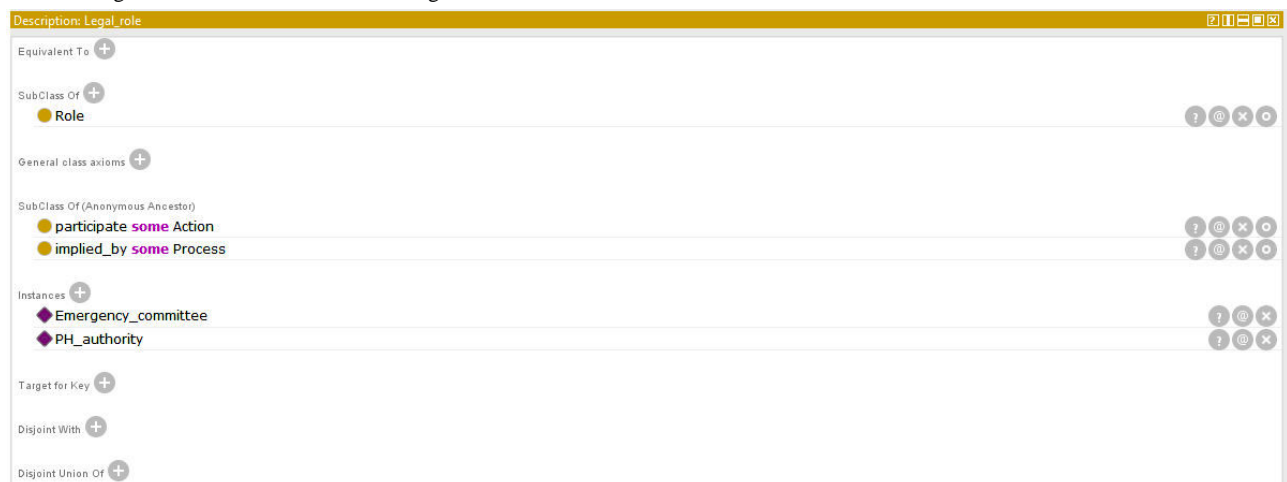 Description: Legal_role
Equivalent To
SubClass Of
Role
General class axioms
SubClass Of (Anonymous Ancestor)
participate some Action
implied_by some Process
Instances
Emergency_committee
PH_authority
Target for Key
Disjoint With
Disjoint Union Of